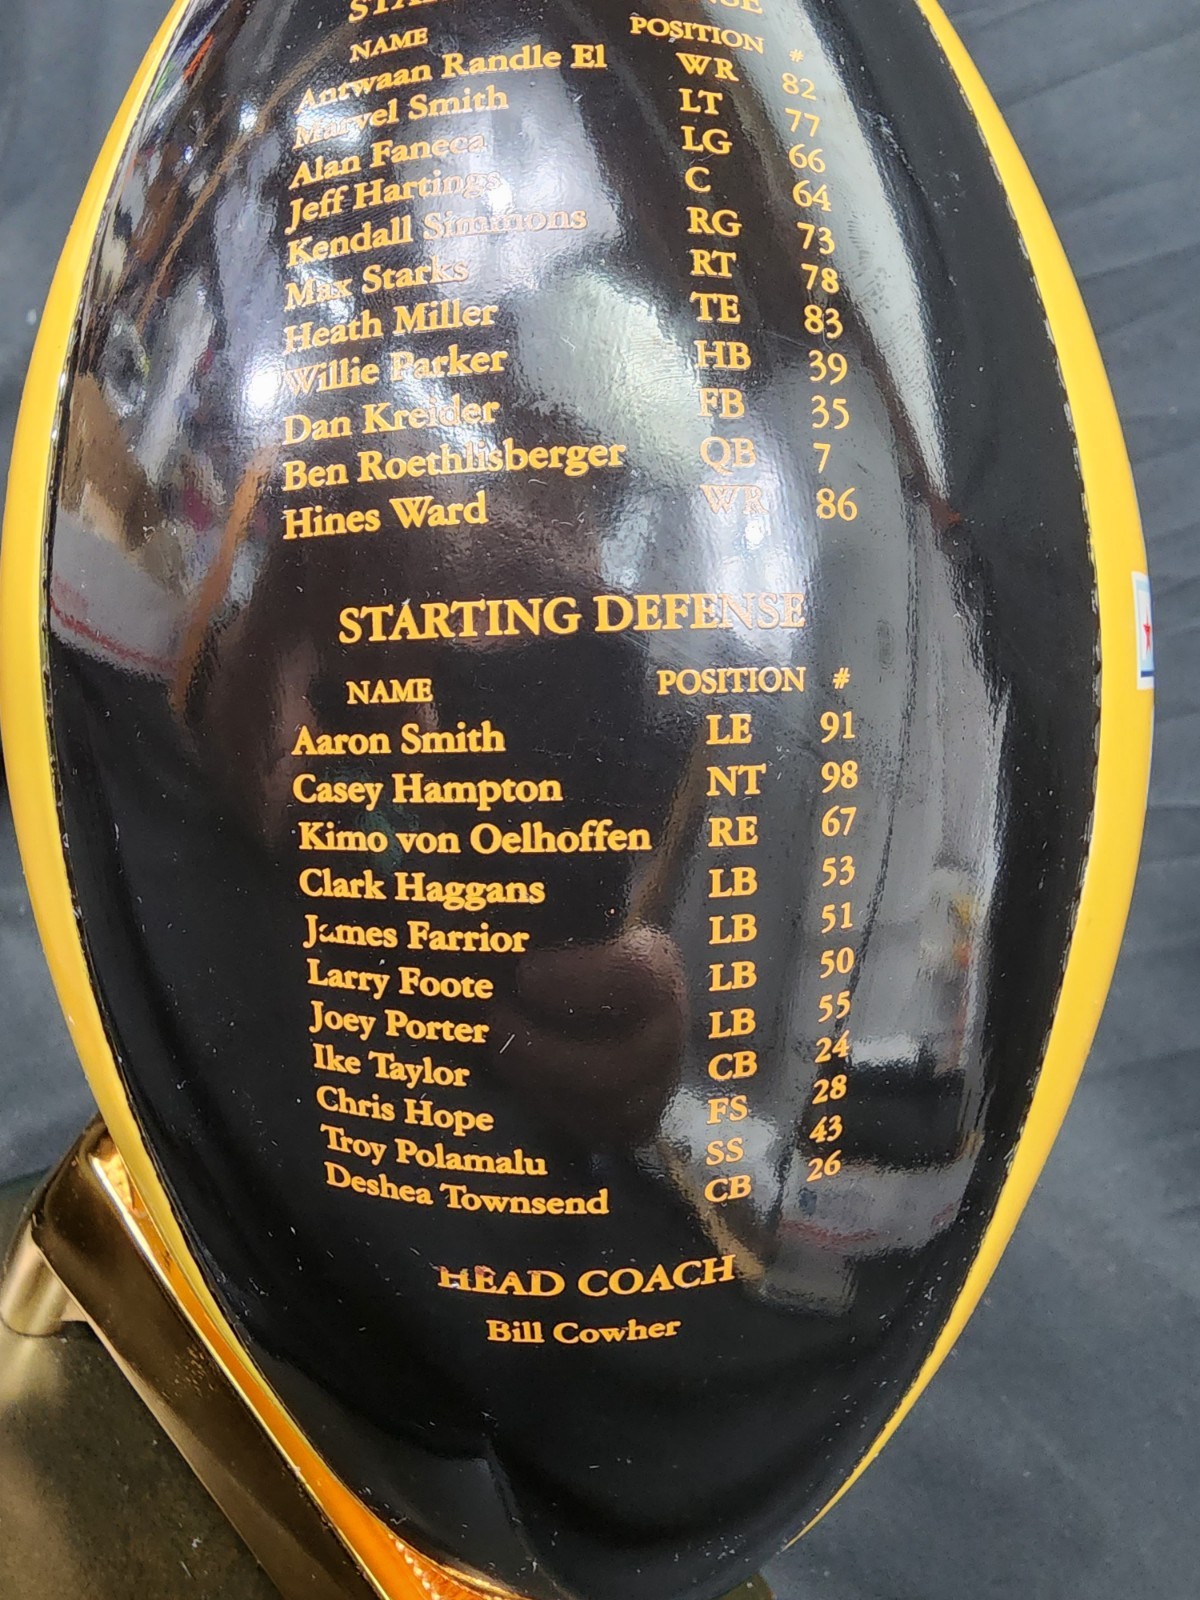 NAME POSITION #
Antwaan Randle El WR 82
Marvel Smith LT 77
Alan Faneca LG 66
Jeff Hartings C 64
Kendall Simmons RG 73
Max Starks RT 78
Heath Miller TE 83
Willie Parker HB 39
Dan Kreider FB 35
Ben Roethlisberger QB 7
Hines Ward WR 86
STARTING DEFENSE
NAME POSITION #
Aaron Smith LE 91
Casey Hampton NT 98
Kimo von Oelhoffen RE 67
Clark Haggans LB 53
James Farrior LB 51
Larry Foote LB 50
Joey Porter LB 55
Ike Taylor CB 24
Chris Hope FS 28
Troy Polamalu SS 43
Deshea Townsend CB 26
HEAD COACH
Bill Cowher